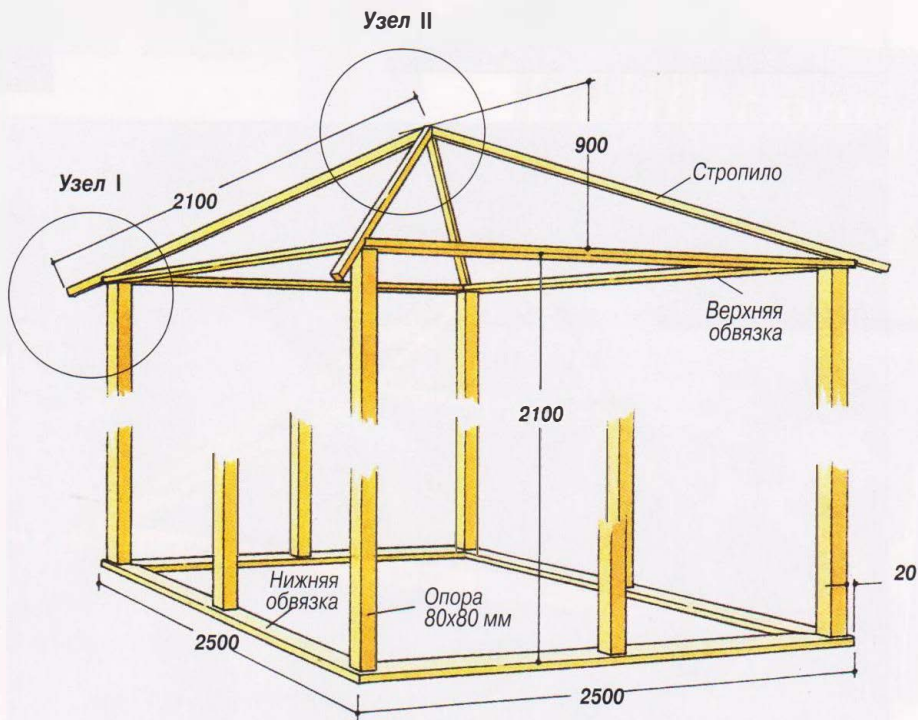 Узел II
900
Стропило
Узел I
2100
Верхняя
обвязка
2100
20
Нижняя
обвязка
Опора
80х80 мм
2500
2500